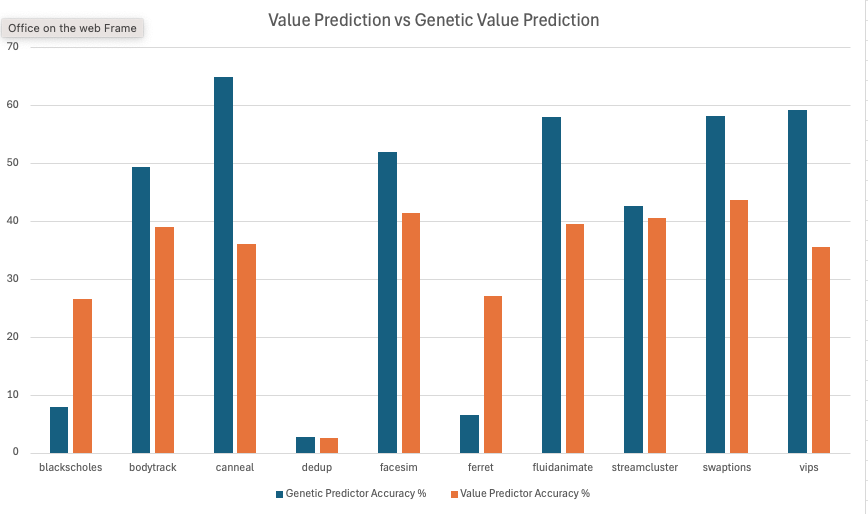 Value Prediction vs Genetic Value Prediction
Office on the web Frame
70
60
50
40
30
20
10
0
blackscholes bodytrack canneal dedup facesim ferret fluidanimate streamcluster swaptions vips
Genetic Predictor Accuracy % Value Predictor Accuracy %